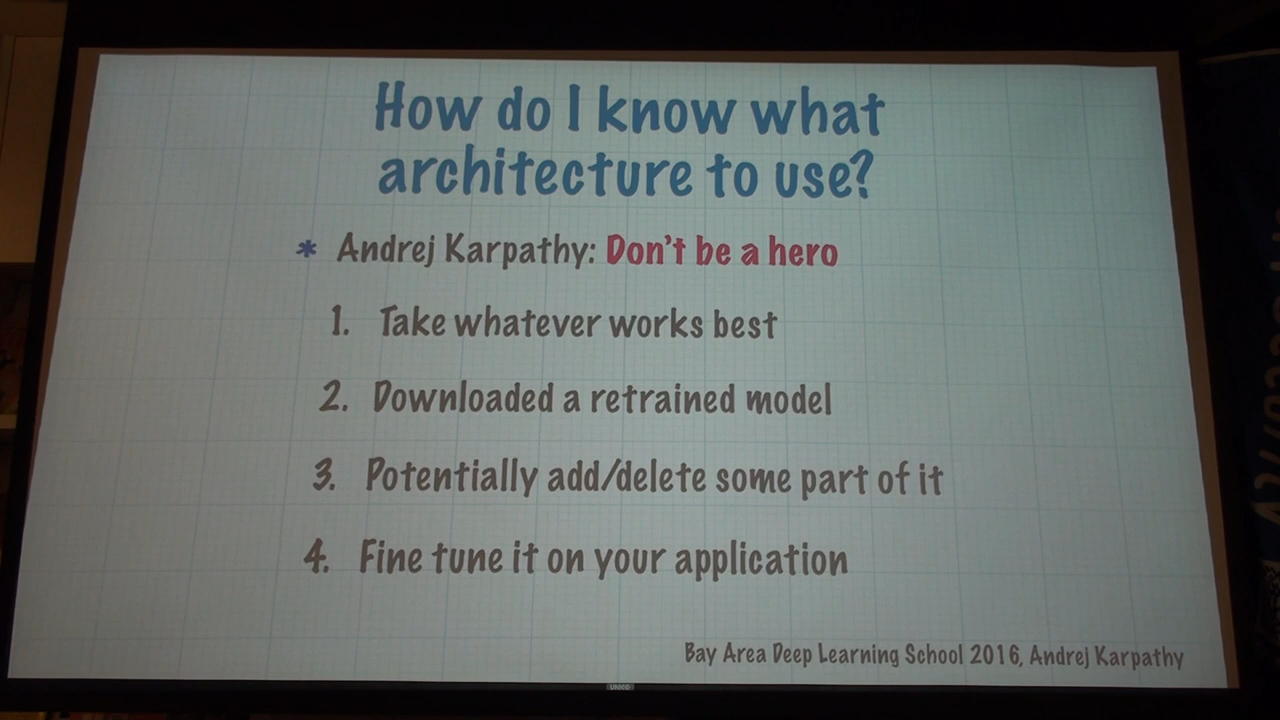 How do I know what
architecture to use?
* Andrej Karpathy: Don't be a hero
1. Take whatever works best
2. Downloaded a retrained model
3. Potentially add/delete some part of it
4. Fine tune it on your application
Bay Area Deep Learning School 2016, Andrej Karpathy